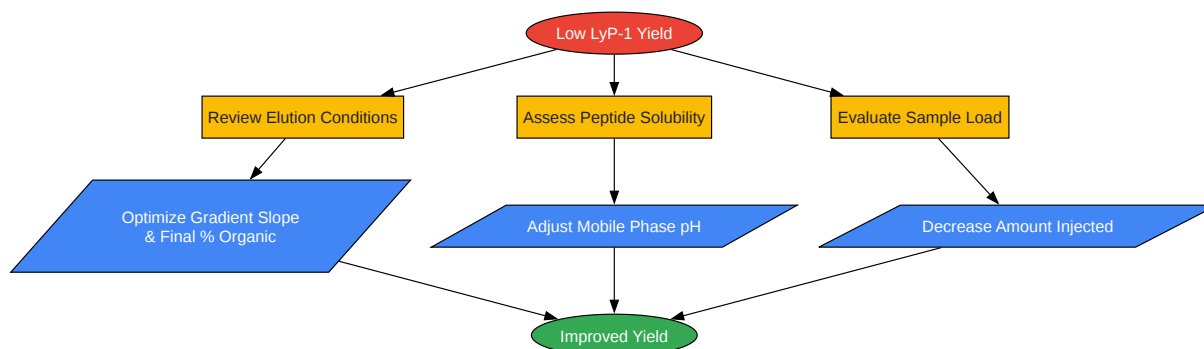 Low LyP-1 Yield
Review Elution Conditions
Assess Peptide Solubility
Evaluate Sample Load
Optimize Gradient Slope
& Final % Organic
Adjust Mobile Phase pH
Decrease Amount Injected
Improved Yield